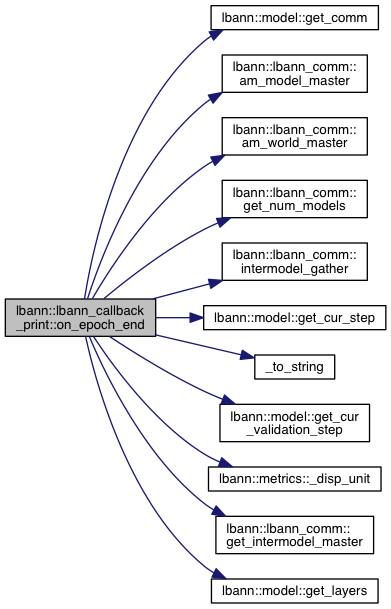 lbann::model::get_comm
lbann::lbann_comm::
am_model_master
lbann::lbann_comm::
am_world_master
lbann::lbann_comm::
get_num_models
lbann::lbann_comm::
intermodel_gather
lbann::lbann_callback
_print::on_epoch_end
lbann::model::get_cur_step
_to_string
lbann::model::get_cur
_validation_step
lbann::metrics::_disp_unit
lbann::lbann_comm::
get_intermodel_master
lbann::model::get_layers